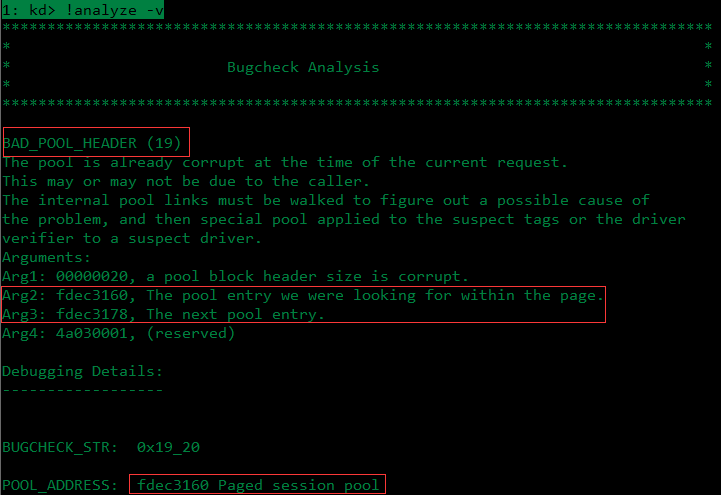 1: kd> !analyze -v
*******************************************************************************
*                                                                             *
*                        Bugcheck Analysis                                    *
*                                                                             *
*******************************************************************************
BAD_POOL_HEADER (19)
The pool is already corrupt at the time of the current request.
This may or may not be due to the caller.
The internal pool links must be walked to figure out a possible cause of
the problem, and then special pool applied to the suspect tags or the driver
verifier to a suspect driver.
Arguments:
Arg1: 00000020, a pool block header size is corrupt.
Arg2: fdec3160, The pool entry we were looking for within the page.
Arg3: fdec3178, The next pool entry.
Arg4: 4a030001, (reserved)
Debugging Details:
------------------
BUGCHECK_STR:  0x19_20
POOL_ADDRESS:  fdec3160 Paged session pool